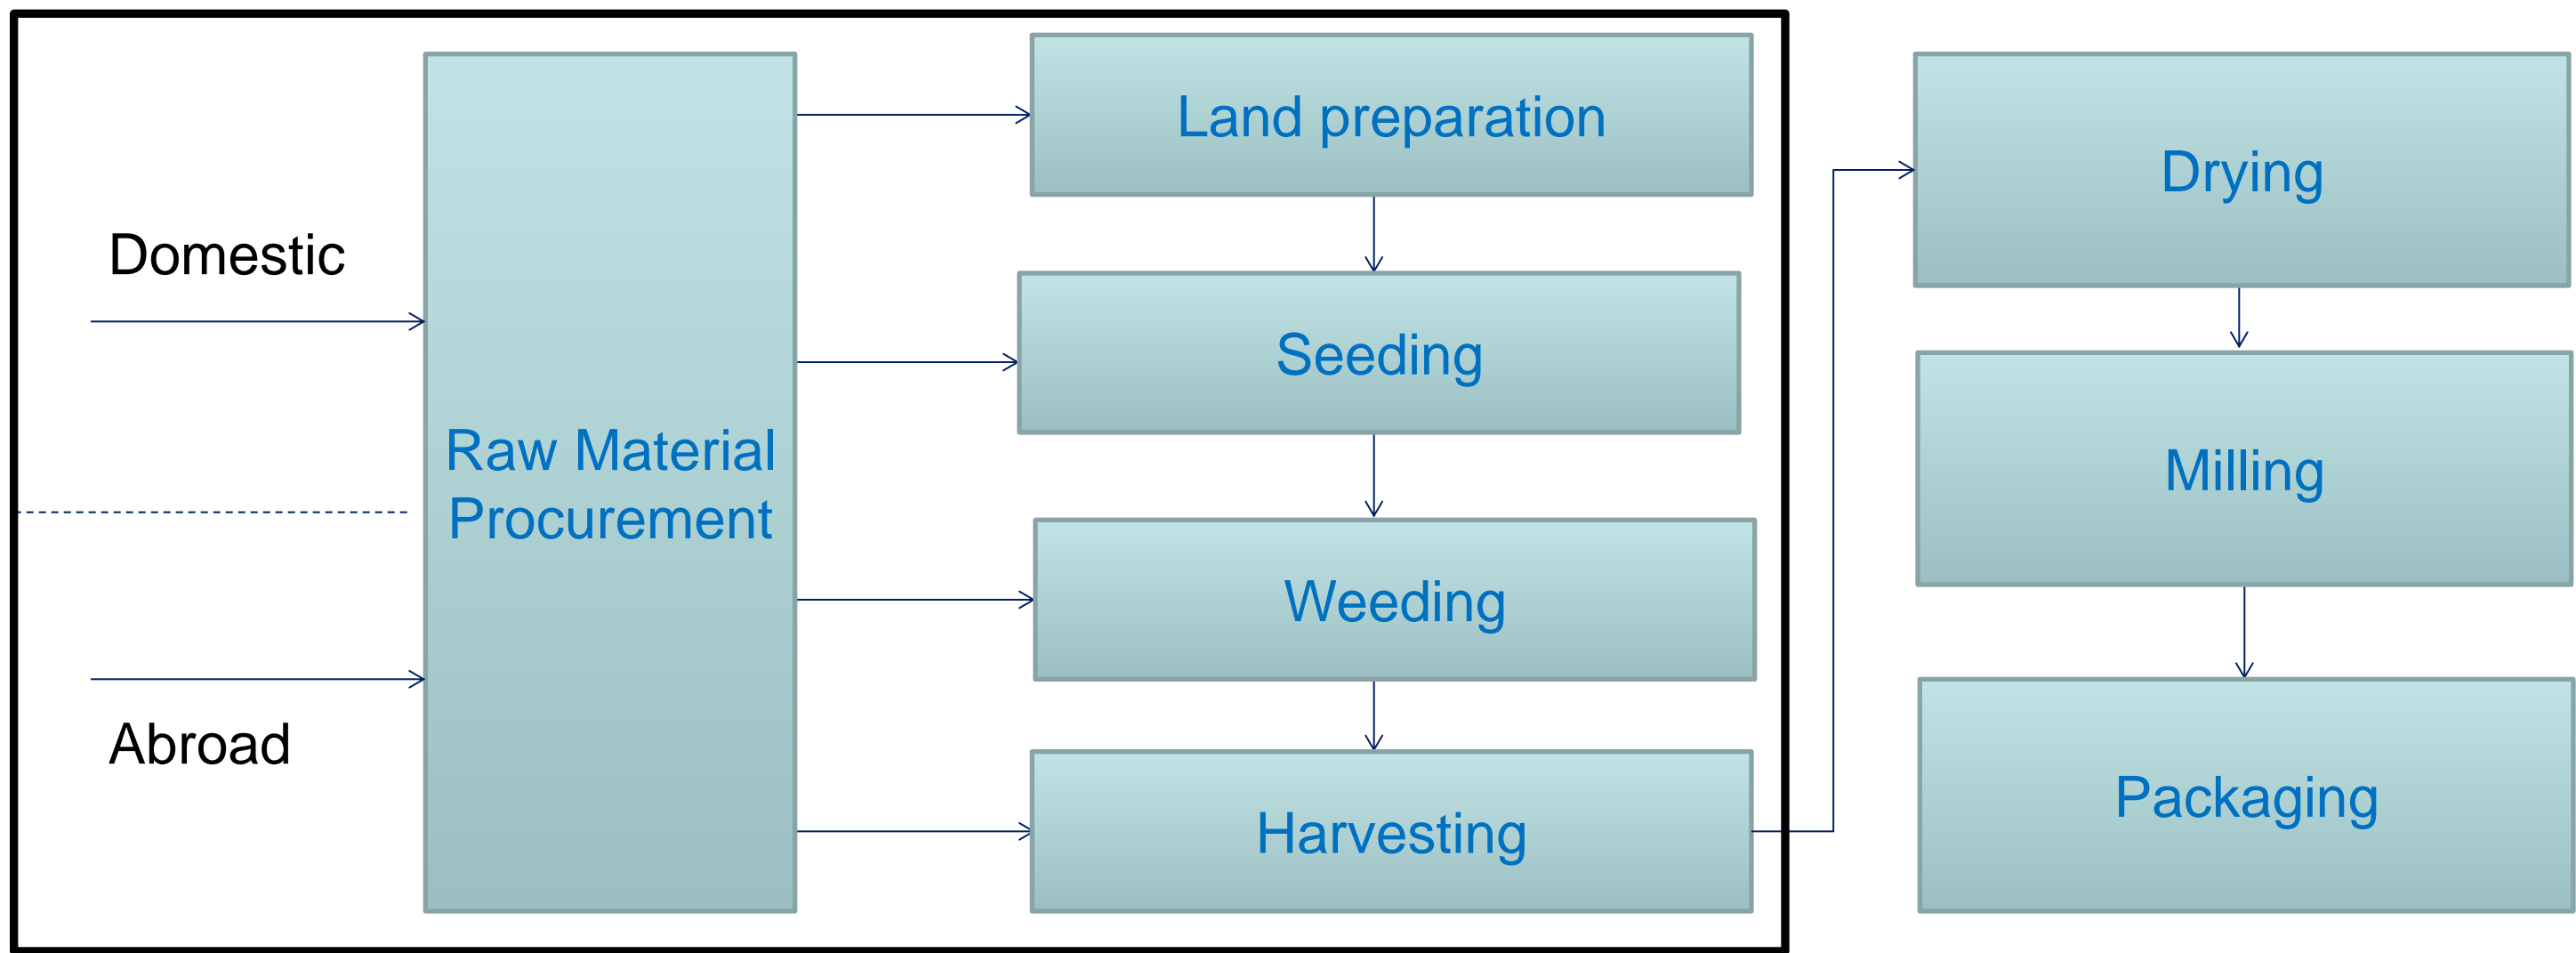 Domestic
Abroad
Raw Material
Procurement
Land preparation
Seeding
Weeding
Harvesting
Drying
Milling
Packaging